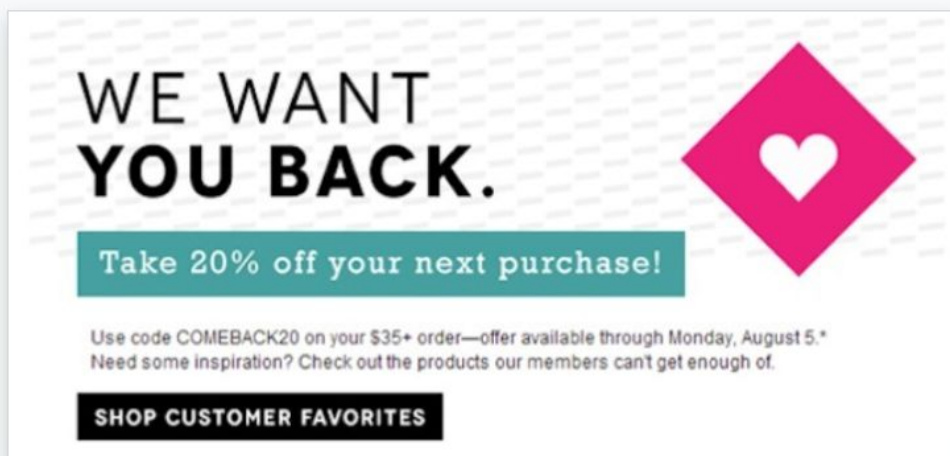 WE WANT
YOU BACK.
Take 20% off your next purchase!
Use code COMEBACK20 on your $35+ order—offer available through Monday, August 5.*
Need some inspiration? Check out the products our members can't get enough of.
SHOP CUSTOMER FAVORITES